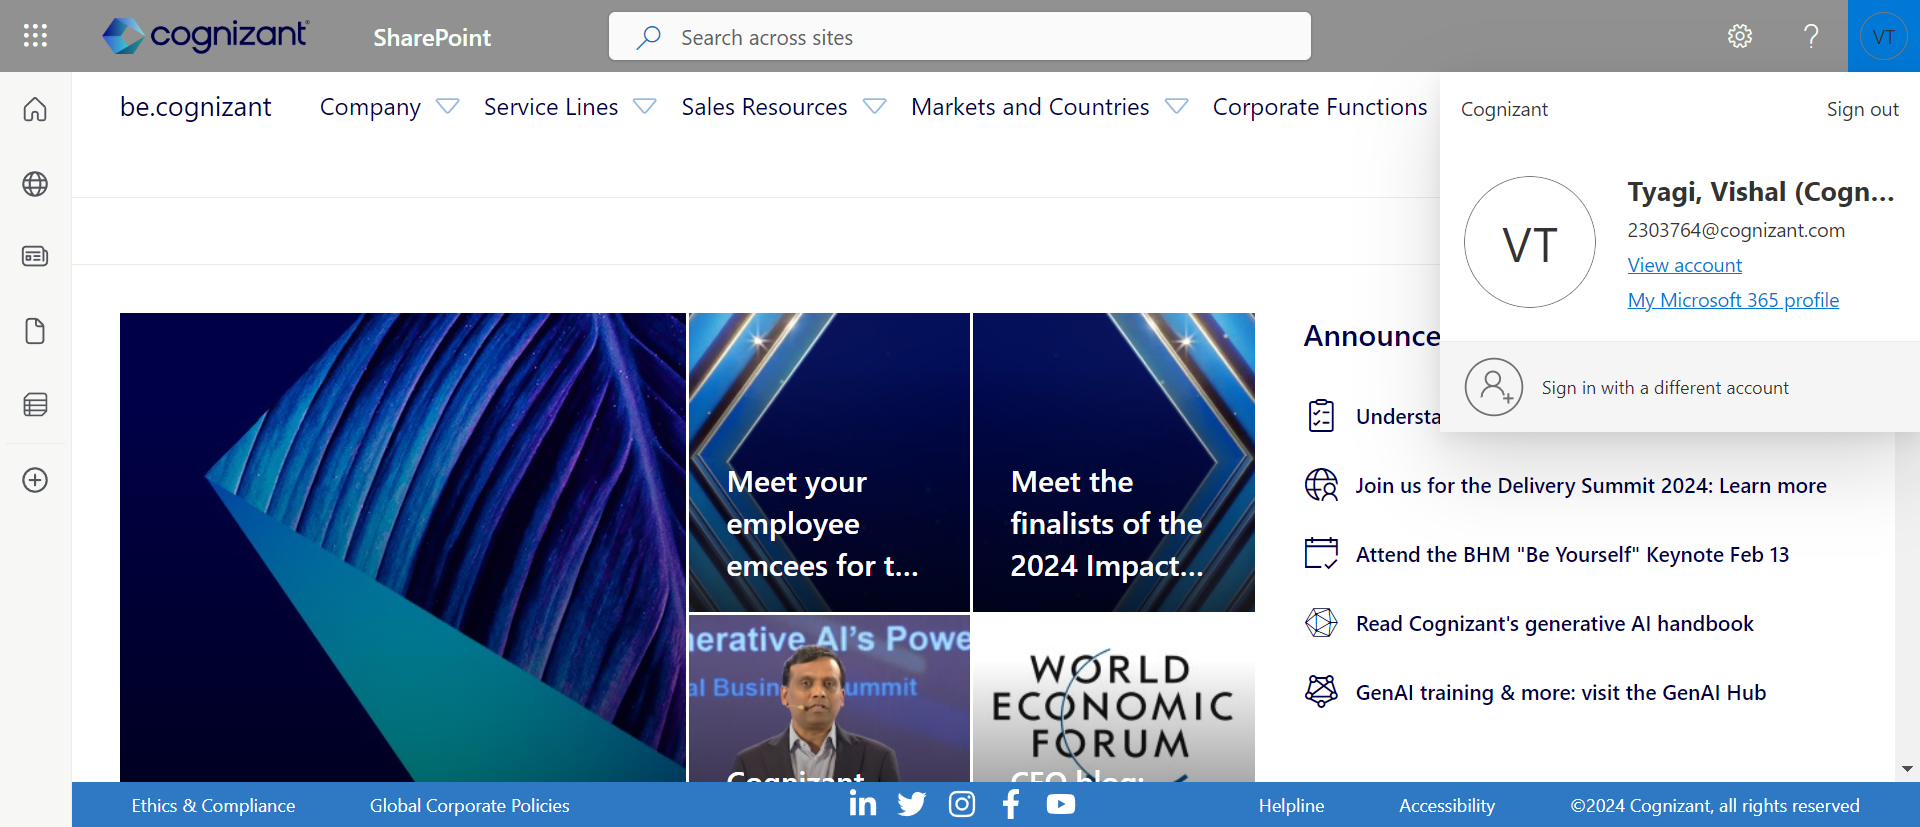 cognizant
SharePoint
Search across sites
VT
be.cognizant
Company
Service Lines
Sales Resources
Markets and Countries
Corporate Functions
Cognizant
Sign out
VT
Tyagi, Vishal (Cogn...
2303764@cognizant.com
View account
My Microsoft 365 profile
Sign in with a different account
Meet your
employee
emcees for t...
Meet the
finalists of the
2024 Impact...
nerative AI's Powe
al Busin
ummit
Cognizant
WORLD
ECONOMIC
FORUM
CEO blog:
Announce
Understa
Join us for the Delivery Summit 2024: Learn more
Attend the BHM "Be Yourself" Keynote Feb 13
Read Cognizant's generative AI handbook
GenAI training & more: visit the GenAI Hub
Ethics & Compliance
Global Corporate Policies
Helpline
Accessibility
©2024 Cognizant, all rights reserved